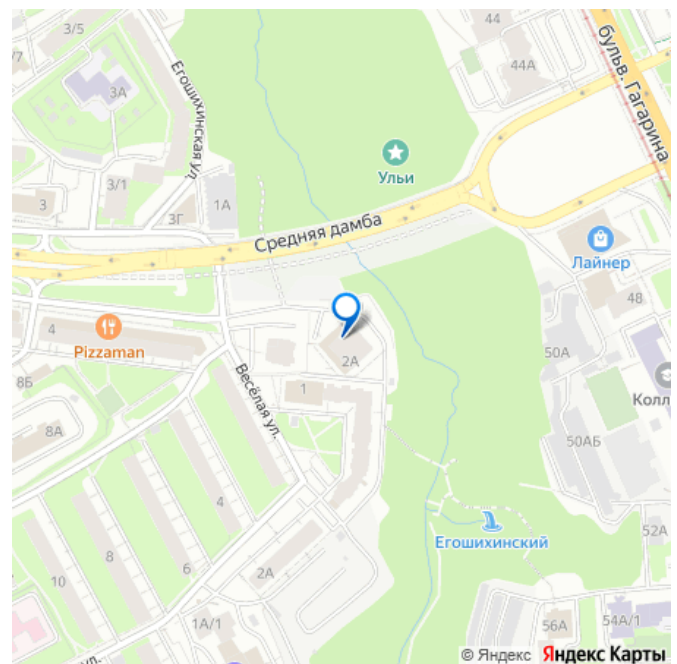 3/5
44
/7
44А
бульв. Гагарина
3А
Егошихинская ул.
Ульи
3/1
3
3Г
1А
Средняя дамба
Лайнер
48
4
Pizzaman
2А
50А
8Б
Весёлая ул.
1
Колл
8А
50АБ
4
Егошихинский
52А
8
10
6
2А
1А/1
56А
54А/1
ул.
© Яндекс Яндекс Карты